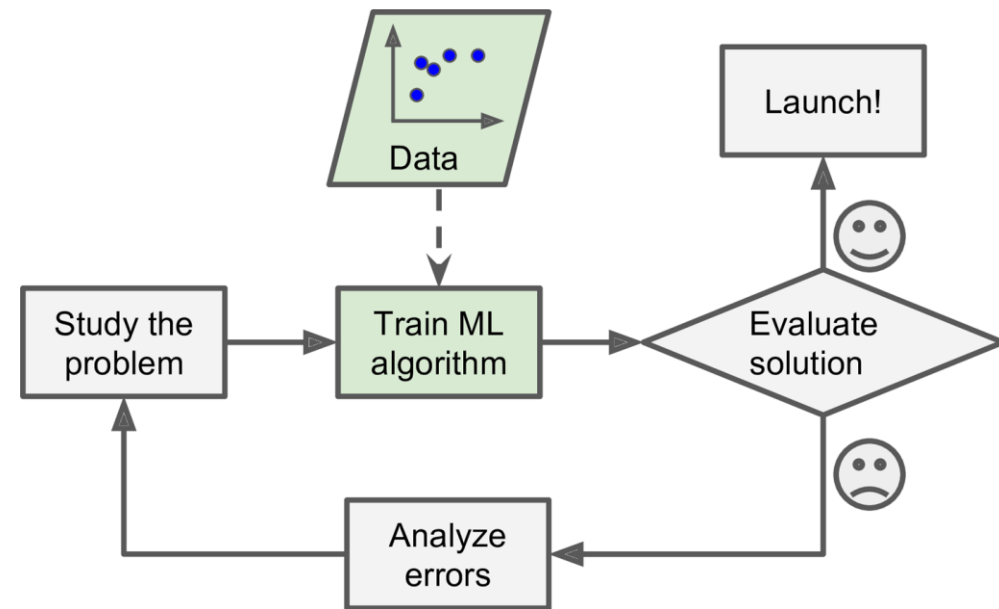 Data
Launch!
Study the
problem
Train ML
algorithm
Evaluate
solution
Analyze
errors